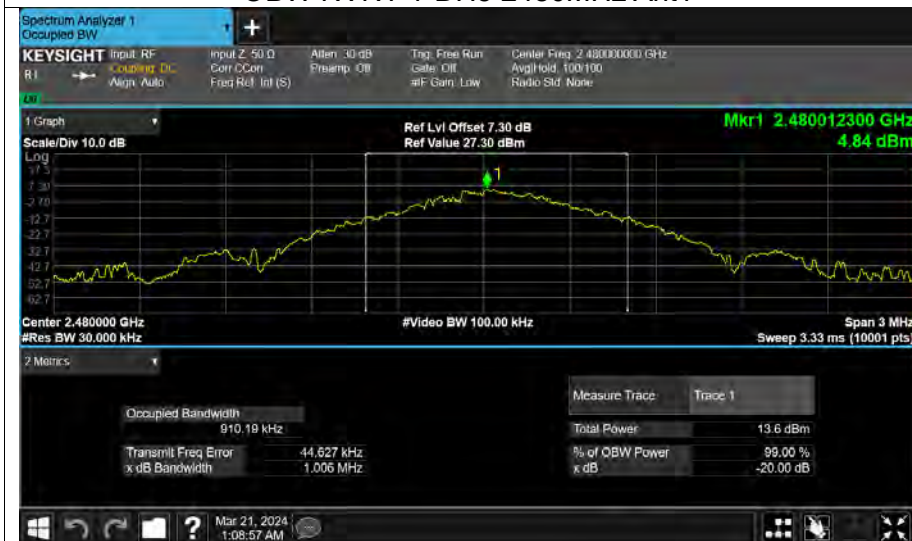 Spectrum Analyzer 1
Occupied BW
KEYSIGHT Input: RF
Coupling: DC
Align: Auto
Input Z: 50 Ω
Corr CCorr
Freq Ref: Int (S)
Atten: 30 dB
Preamp: Off
Trig: Free Run
Gate: Off
#IF Gain: Low
Center Freq: 2.480000000 GHz
Avg|Hold: 100/100
Radio Std: None
1 Graph
Scale/Div 10.0 dB
Ref Lvl Offset 7.30 dB
Ref Value 27.30 dBm
Mkr1 2.480012300 GHz
4.84 dBm
Log
17.3
7.30
-2.70
-12.7
-22.7
-32.7
-42.7
-52.7
-62.7
1
Center 2.480000 GHz
#Res BW 30.000 kHz
#Video BW 100.00 kHz
Span 3 MHz
Sweep 3.33 ms (10001 pts)
2 Metrics
Measure Trace Trace 1
Occupied Bandwidth
910.19 kHz
Total Power 13.6 dBm
Transmit Freq Error 44.627 kHz
% of OBW Power 99.00 %
x dB Bandwidth 1.006 MHz
x dB -20.00 dB
?
Mar 21, 2024
1:08:57 AM